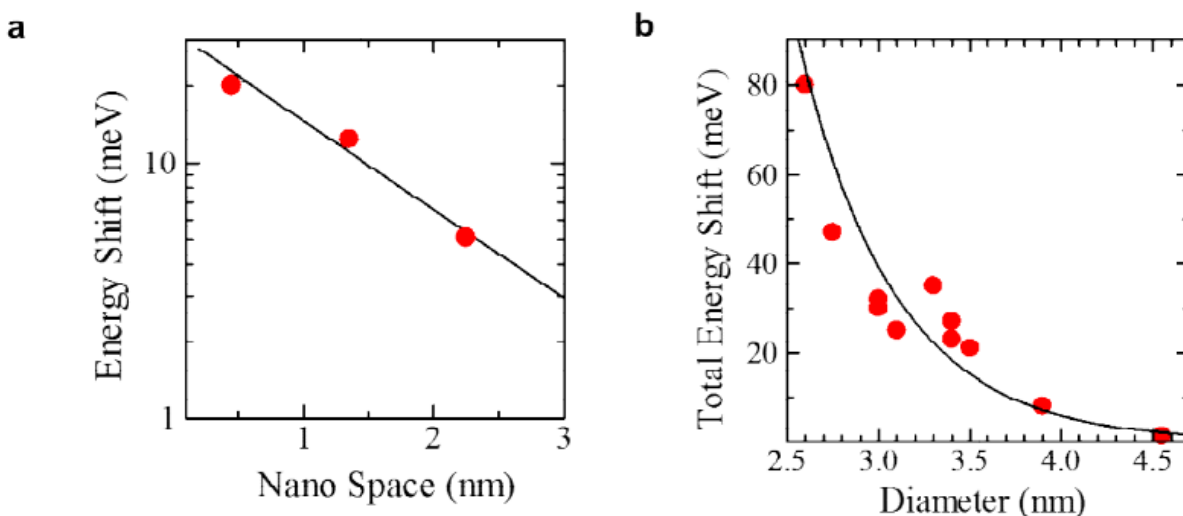 a
Energy Shift (meV)
10
1
1
2
3
Nano Space (nm)
b
Total Energy Shift (meV)
80
60
40
20
2.5
3.0
3.5
4.0
4.5
Diameter (nm)